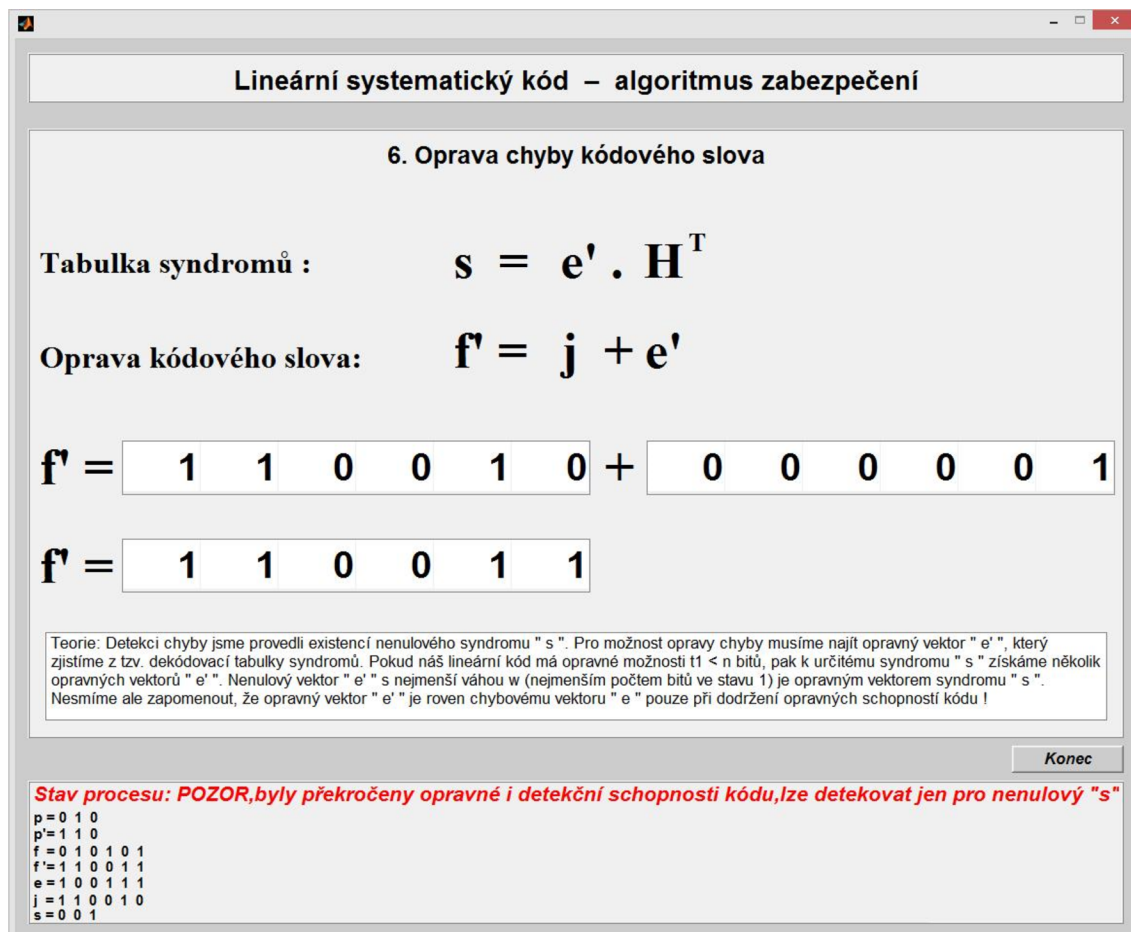 Lineární systematický kód – algoritmus zabezpečení
6. Oprava chyby kódového slova
Tabulka syndromů : s = e' . H^T
Oprava kódového slova: f' = j + e'
f' = 1 1 0 0 1 0 + 0 0 0 0 0 1
f' = 1 1 0 0 1 1
Teorie: Detekci chyby jsme provedli existencí nenulového syndromu " s ". Pro možnost opravy chyby musíme najít opravný vektor " e' ", který
zjistíme z tzv. dekódovací tabulky syndromů. Pokud náš lineární kód má opravné možnosti t1 < n bitů, pak k určitému syndromu " s " získáme několik
opravných vektorů " e' ". Nenulový vektor " e' " s nejmenší váhou w (nejmenším počtem bitů ve stavu 1) je opravným vektorem syndromu " s ".
Nesmíme ale zapomenout, že opravný vektor " e' " je roven chybovému vektoru " e " pouze při dodržení opravných schopností kódu !
Konec
Stav procesu: POZOR,byly překročeny opravné i detekční schopnosti kódu,lze detekovat jen pro nenulový "s"
p = 0 1 0
p'= 1 1 0
f = 0 1 0 1 0 1
f '= 1 1 0 0 1 1
e = 1 0 0 1 1 1
j = 1 1 0 0 1 0
s = 0 0 1